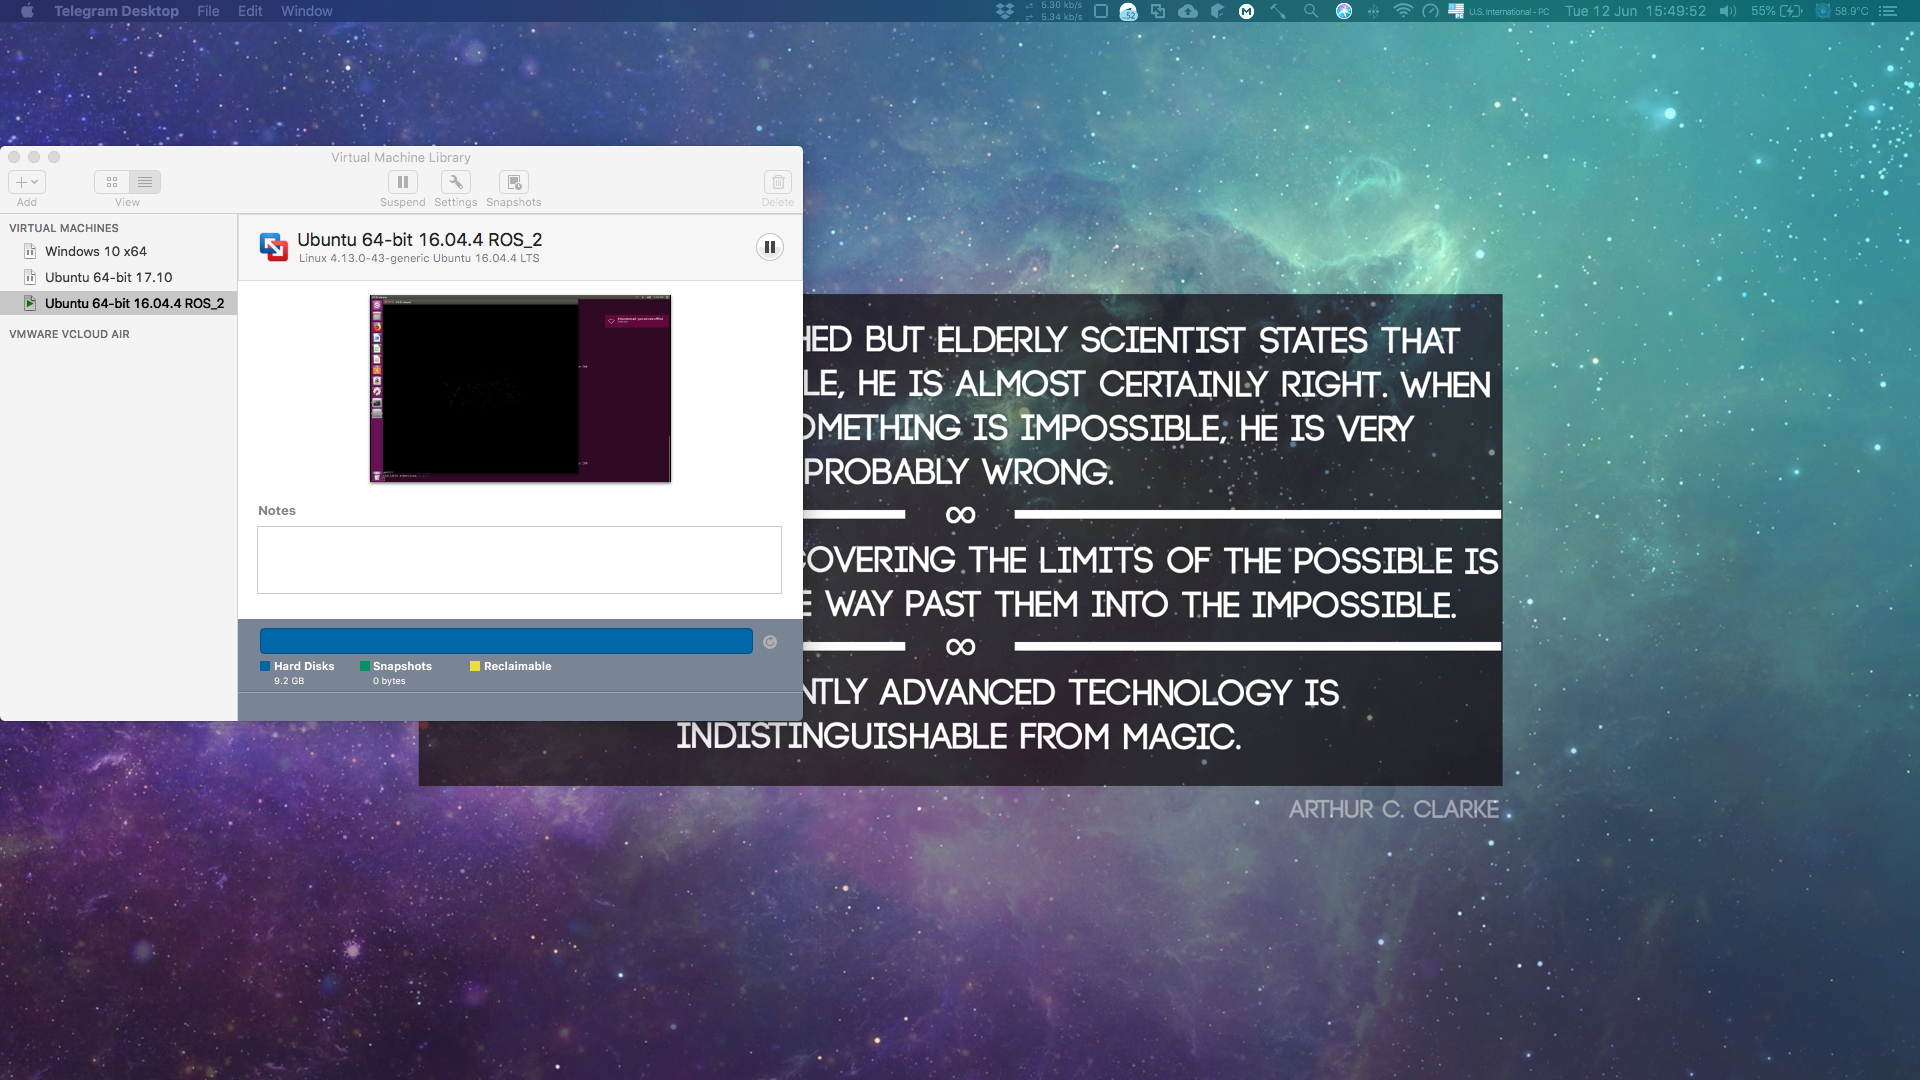 Telegram Desktop File Edit Window
5.30 kb/s
5.34 kb/s
52
U.S. International - PC Tue 12 Jun 15:49:52 55% 58.9°C
Virtual Machine Library
Add View Suspend Settings Snapshots Delete
VIRTUAL MACHINES
Windows 10 x64
Ubuntu 64-bit 17.10
Ubuntu 64-bit 16.04.4 ROS_2
VMWARE VCLOUD AIR
Ubuntu 64-bit 16.04.4 ROS_2
Linux 4.13.0-43-generic Ubuntu 16.04.4 LTS
Notes
Hard Disks Snapshots Reclaimable
9.2 GB 0 bytes
HED BUT ELDERLY SCIENTIST STATES THAT
LE, HE IS ALMOST CERTAINLY RIGHT. WHEN
OMETHING IS IMPOSSIBLE, HE IS VERY
PROBABLY WRONG.
∞
COVERING THE LIMITS OF THE POSSIBLE IS
E WAY PAST THEM INTO THE IMPOSSIBLE.
∞
NTLY ADVANCED TECHNOLOGY IS
INDISTINGUISHABLE FROM MAGIC.
ARTHUR C. CLARKE